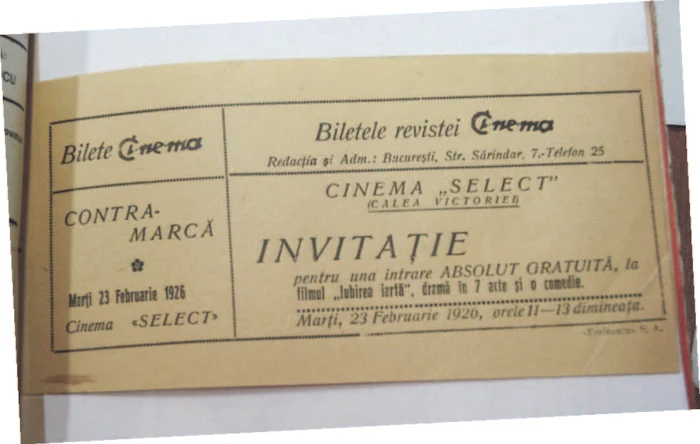 CU
Bilete Cinema
CONTRA-
MARCĂ
Marți 23 Februarie 1926
Cinema «SELECT»
Biletele revistei Cinema
Redacția și Adm.: București, Str. Sărindar, 7.-Telefon 25
CINEMA „SELECT”
(CALEA VICTORIEI)
INVITAȚIE
pentru una intrare ABSOLUT GRATUITĂ, la
filmul „Iubirea iartă”, dramă în 7 acte și o comedie.
Marți, 23 Februarie 1926, orele 11—13 dimineața.